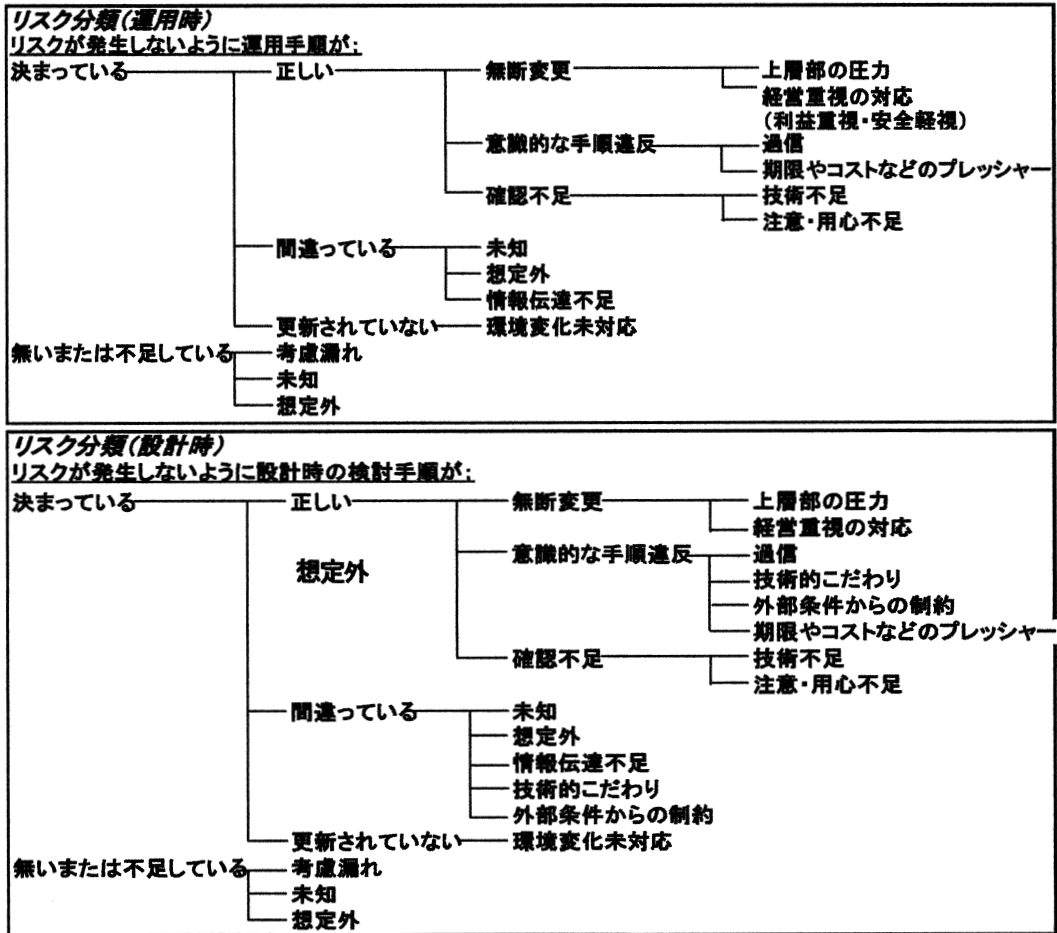 リスク分類(運用時)
リスクが発生しないように運用手順が;
決まっている 正しい 無断変更 上層部の圧力
経営重視の対応
(利益重視・安全軽視)
意識的な手順違反 過信
期限やコストなどのプレッシャー
確認不足 技術不足
注意・用心不足
間違っている 未知
想定外
情報伝達不足
更新されていない 環境変化未対応
無いまたは不足している 考慮漏れ
未知
想定外
リスク分類(設計時)
リスクが発生しないように設計時の検討手順が;
決まっている 正しい 無断変更 上層部の圧力
経営重視の対応
意識的な手順違反 過信
想定外
技術的こだわり
外部条件からの制約
期限やコストなどのプレッシャー
確認不足 技術不足
注意・用心不足
間違っている 未知
想定外
情報伝達不足
技術的こだわり
外部条件からの制約
更新されていない 環境変化未対応
無いまたは不足している 考慮漏れ
未知
想定外